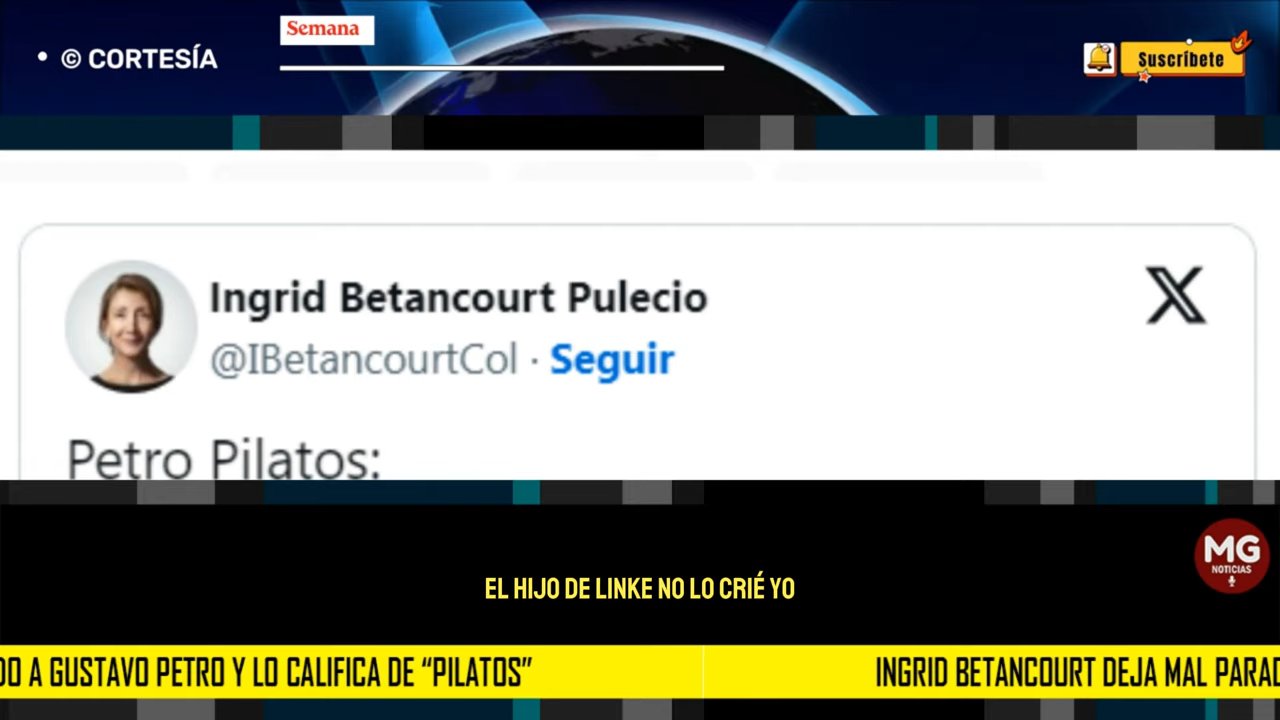 Semana
• © CORTESÍA
Suscríbete
Ingrid Betancourt Pulecio
@IBetancourtCol · Seguir
X
Petro Pilatos:
MG
NOTICIAS
EL HIJO DE LINKE NO LO CRIÉ YO
DO A GUSTAVO PETRO Y LO CALIFICA DE “PILATOS”
INGRID BETANCOURT DEJA MAL PARAD